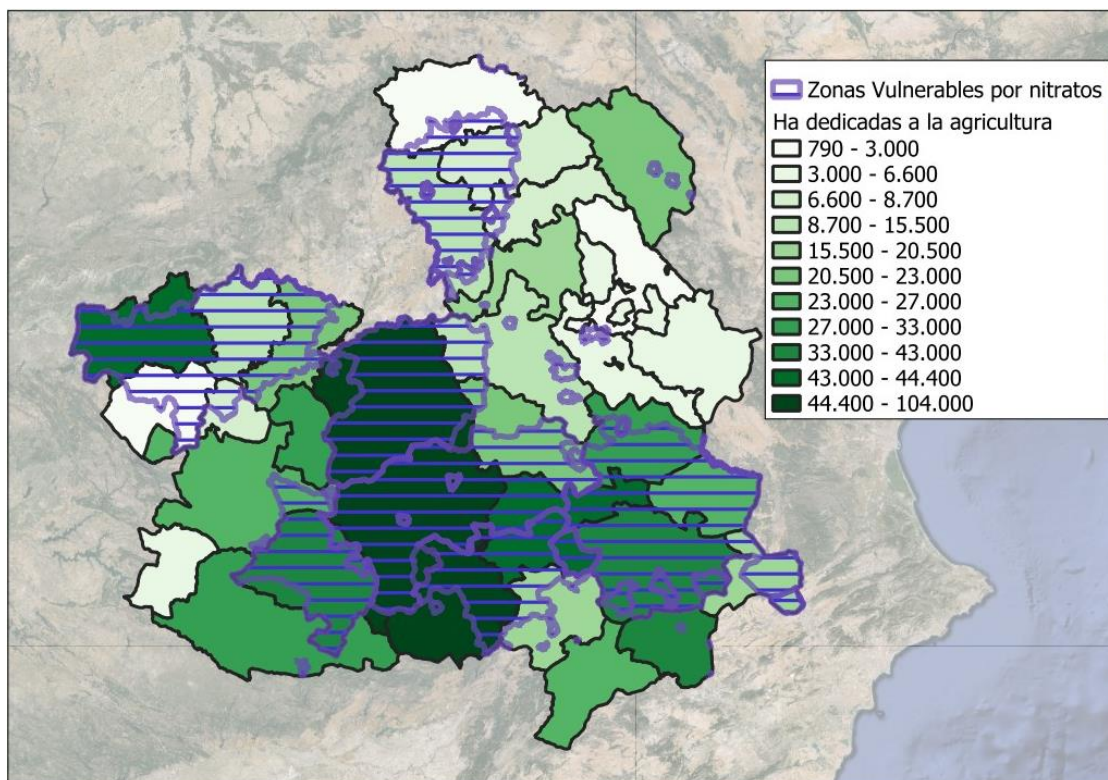 Zonas Vulnerables por nitratos
Ha dedicadas a la agricultura
790 - 3.000
3.000 - 6.600
6.600 - 8.700
8.700 - 15.500
15.500 - 20.500
20.500 - 23.000
23.000 - 27.000
27.000 - 33.000
33.000 - 43.000
43.000 - 44.400
44.400 - 104.000